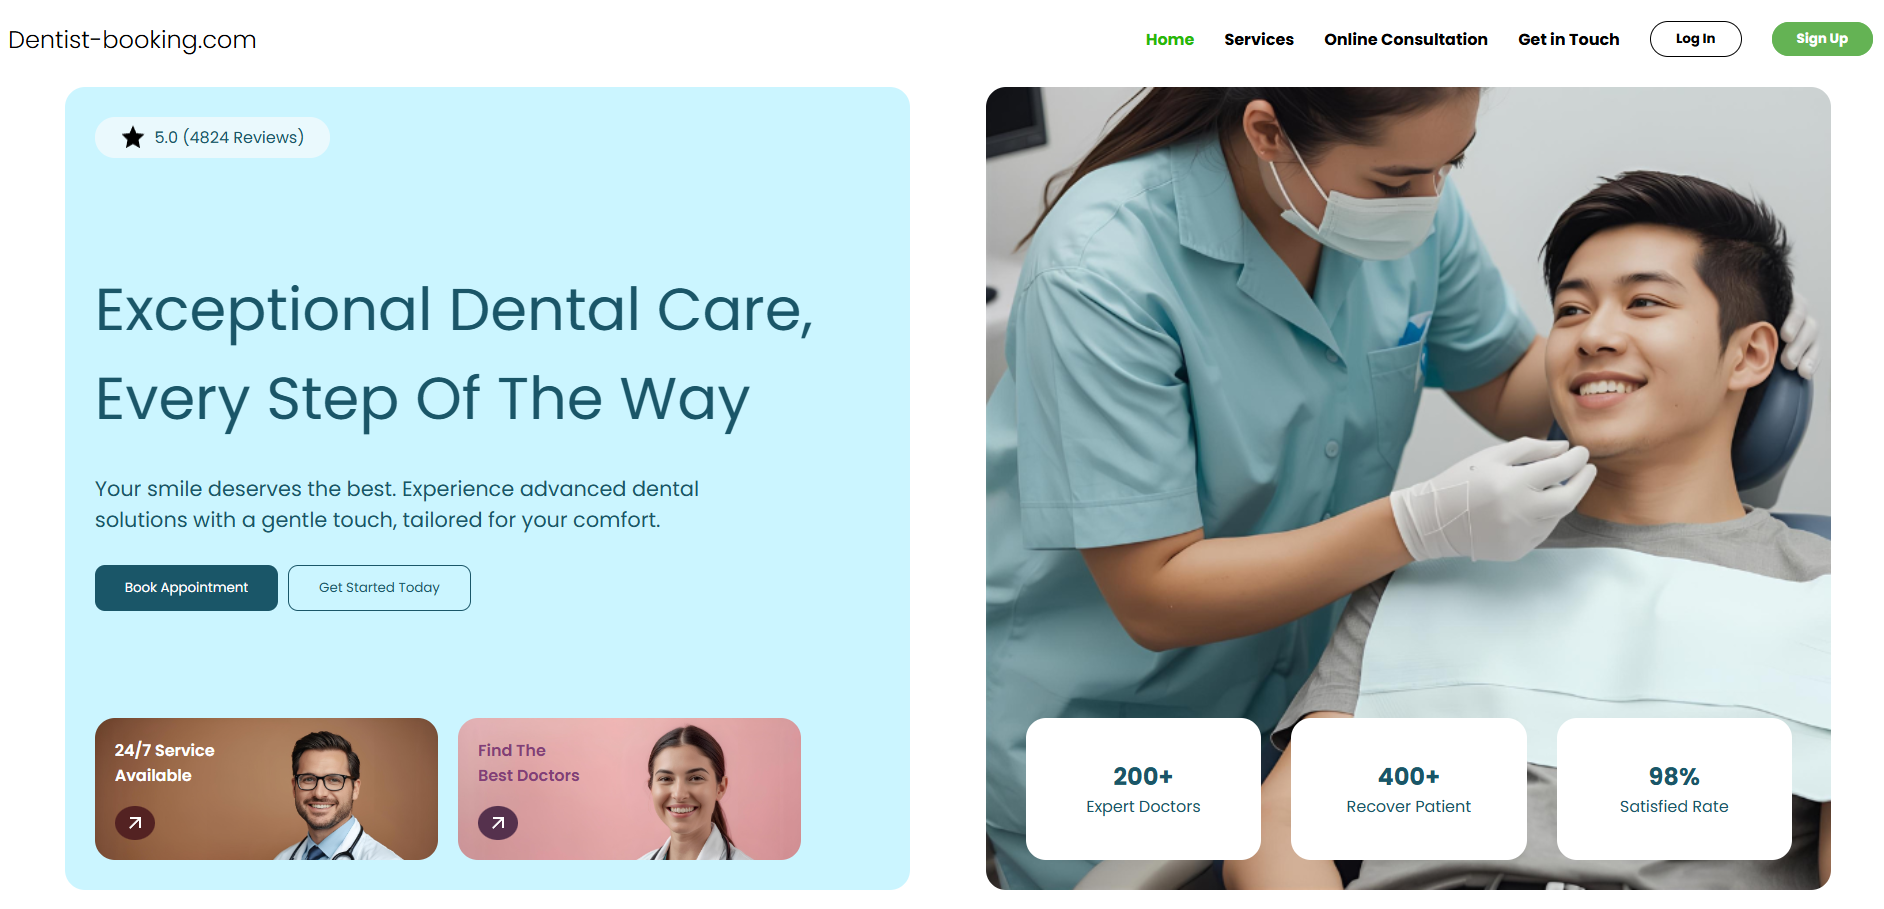 Dentist-booking.com
Home
Services
Online Consultation
Get in Touch
Log In
Sign Up
5.0 (4824 Reviews)
Exceptional Dental Care,
Every Step Of The Way
Your smile deserves the best. Experience advanced dental
solutions with a gentle touch, tailored for your comfort.
Book Appointment
Get Started Today
24/7 Service
Available
Find The
Best Doctors
200+
Expert Doctors
400+
Recover Patient
98%
Satisfied Rate